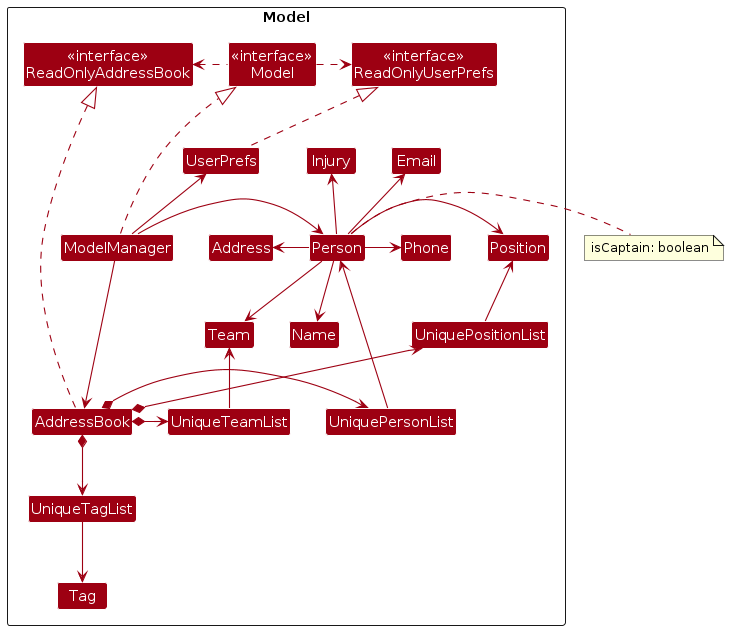 Model
«interface»
ReadOnlyAddressBook
«interface»
Model
«interface»
ReadOnlyUserPrefs
UserPrefs
Injury
Email
ModelManager
Address
Person
Phone
Position
isCaptain: boolean
Team
Name
UniquePositionList
AddressBook
UniqueTeamList
UniquePersonList
UniqueTagList
Tag